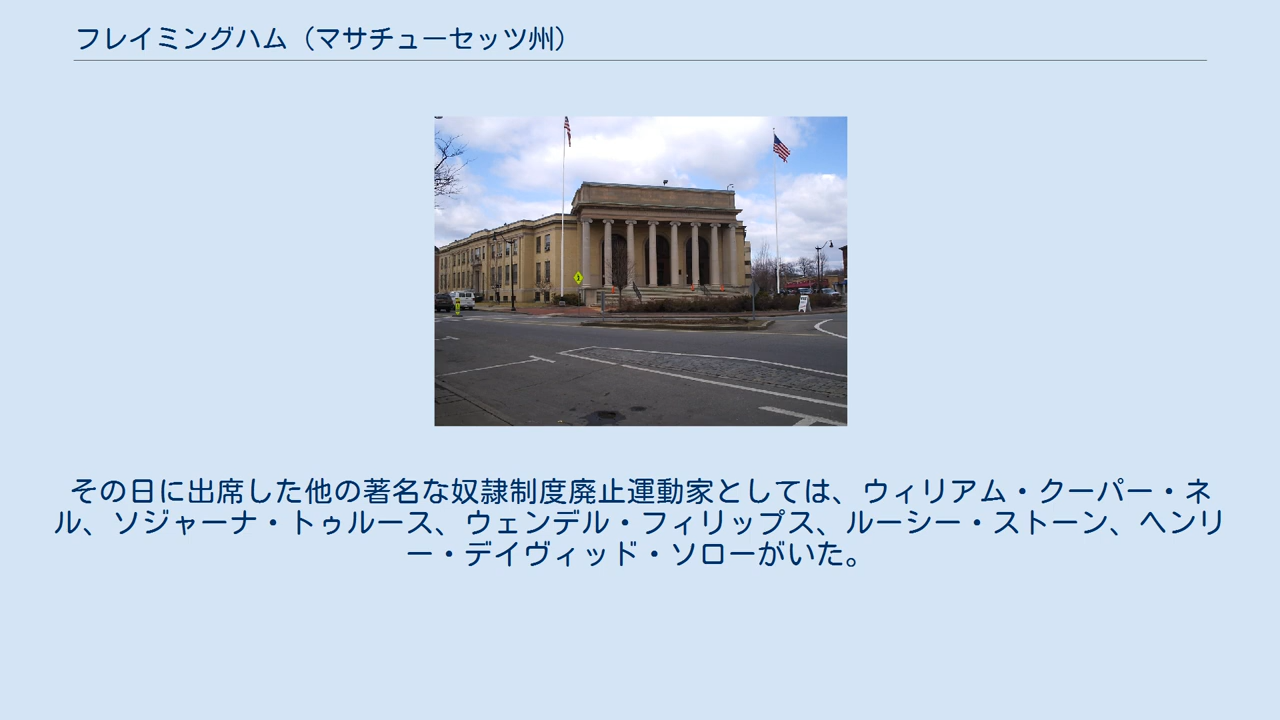 フレイミングハム（マサチューセッツ州）
その日に出席した他の著名な奴隷制度廃止運動家としては、ウィリアム・クーパー・ネ
ル、ソジャーナ・トゥルース、ウェンデル・フィリップス、ルーシー・ストーン、ヘンリ
ー・デイヴィッド・ソローがいた。